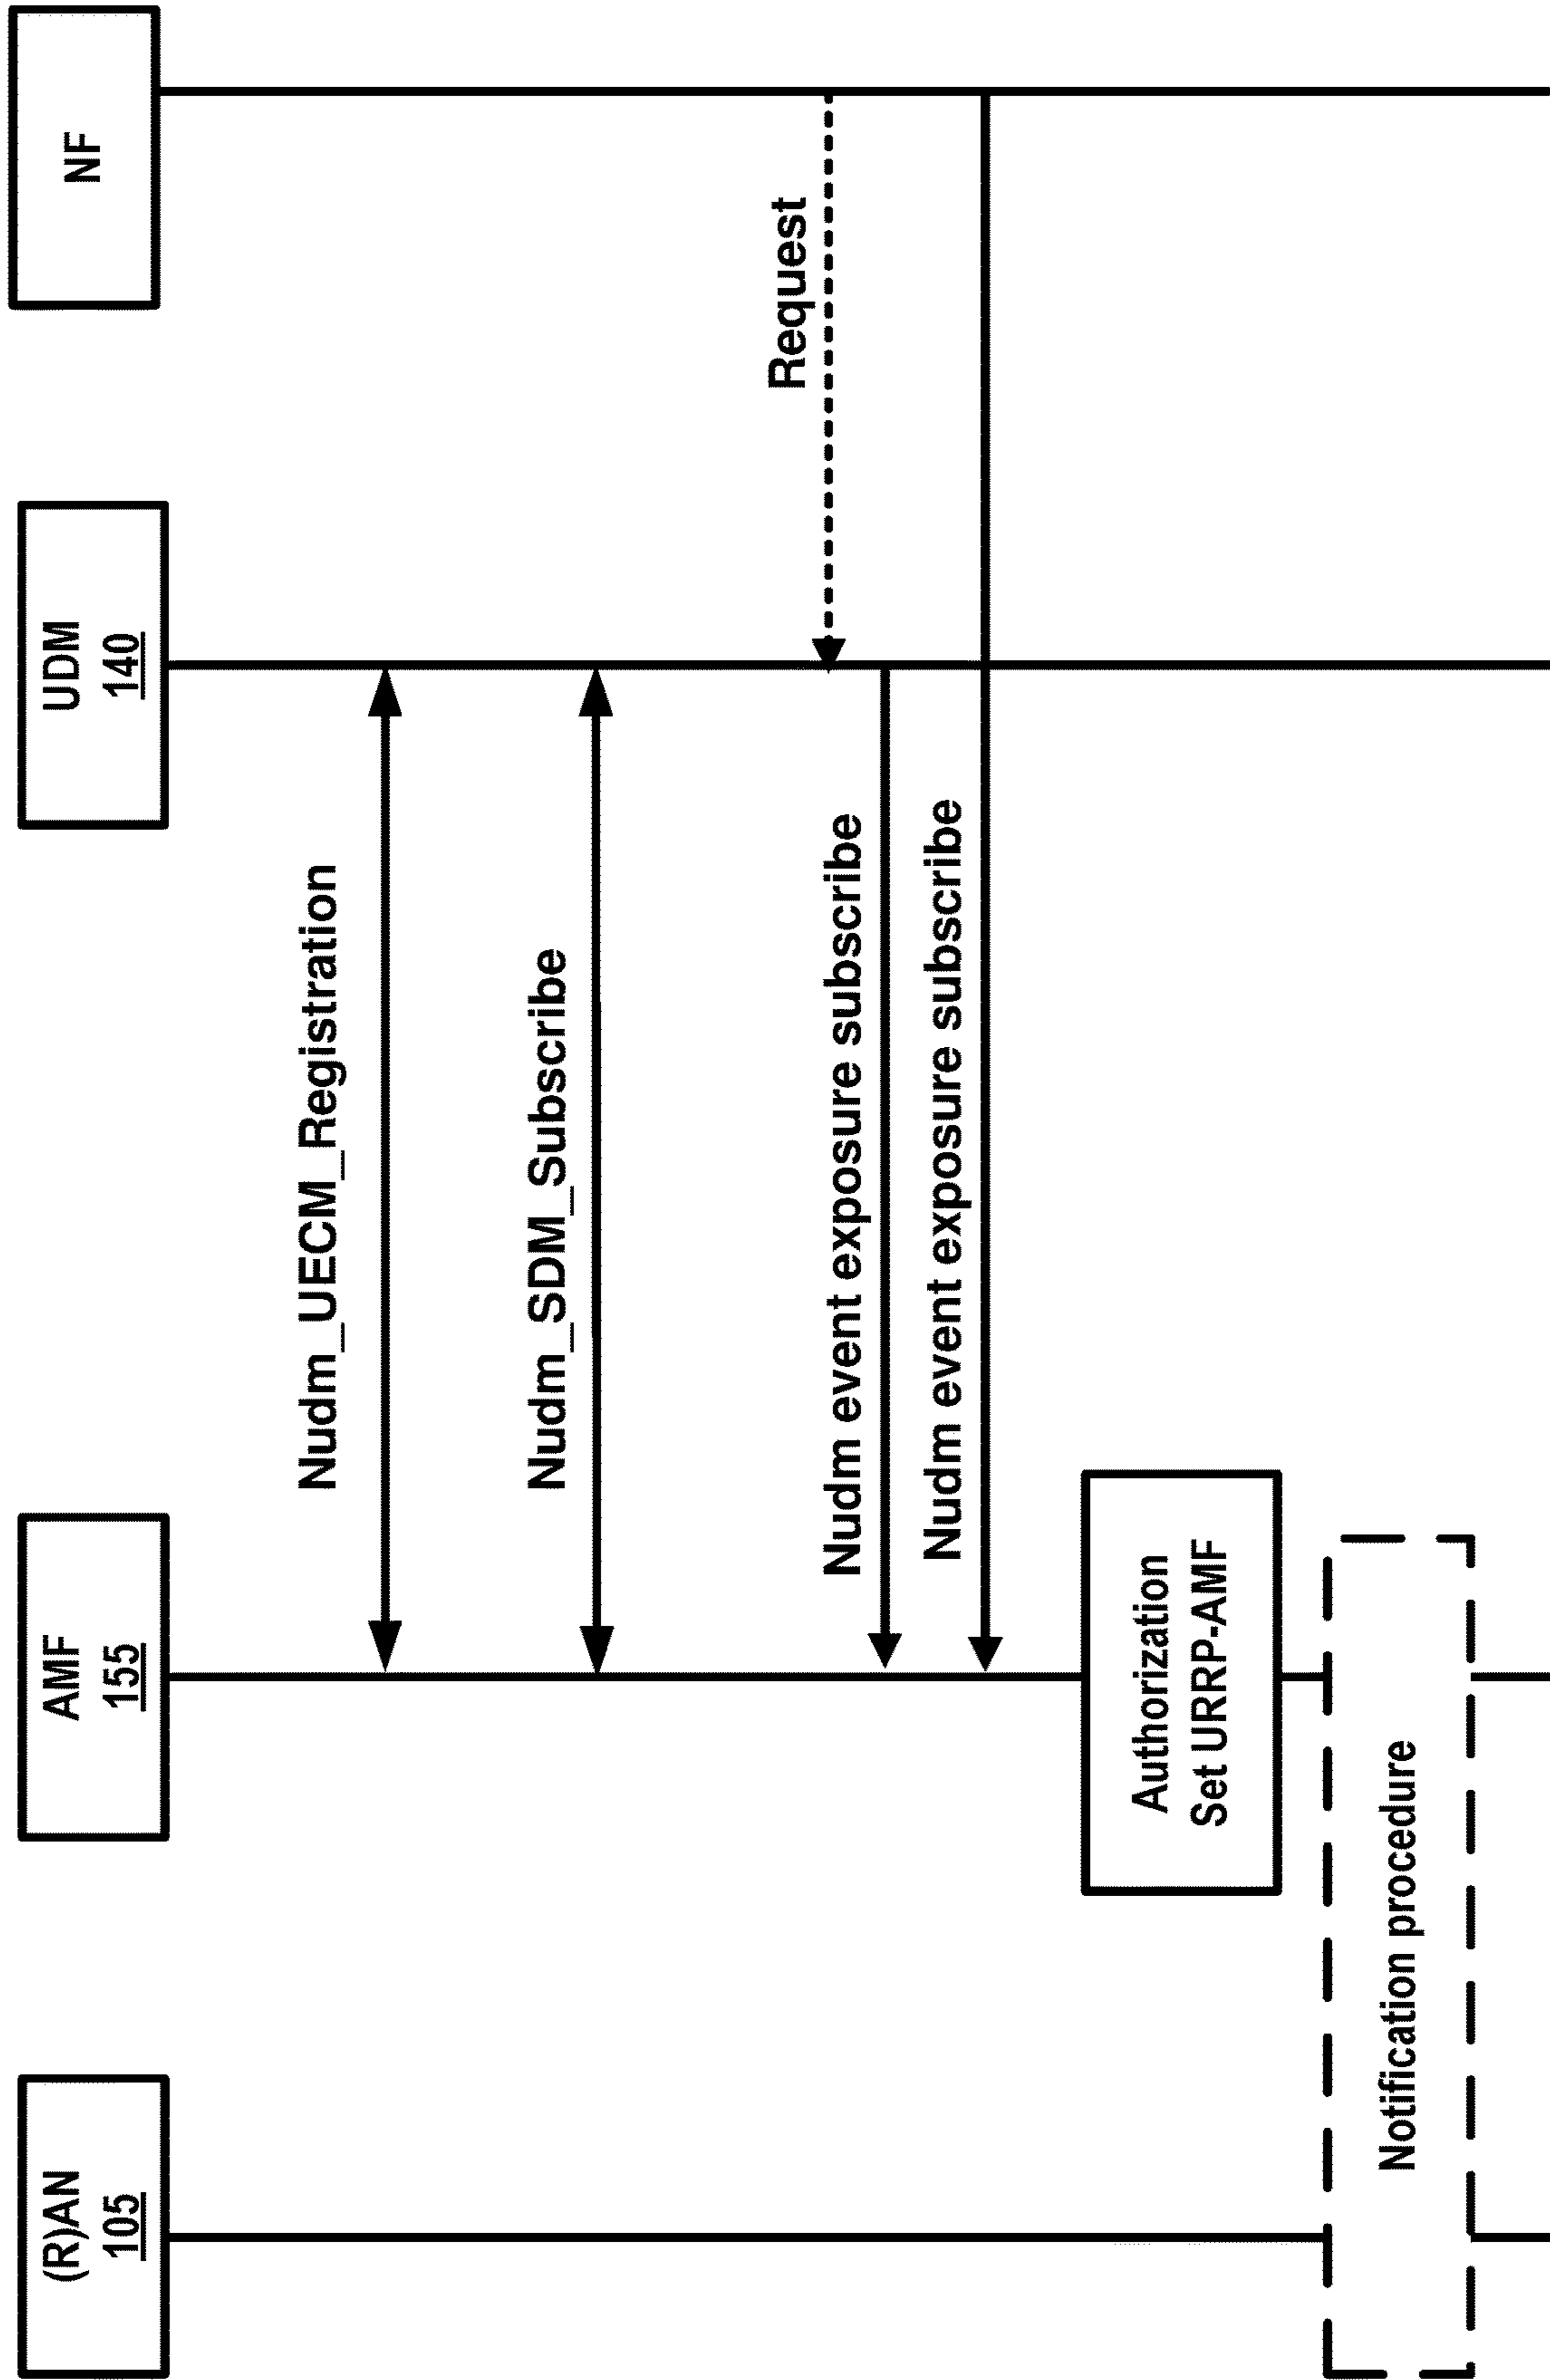 (R)AN
105
AMF
155
UDM
140
NF
Nudm_UECM_Registration
Nudm_SDM_Subscribe
Request
Nudm event exposure subscribe
Nudm event exposure subscribe
Authorization
Set URRP-AMF
Notification procedure